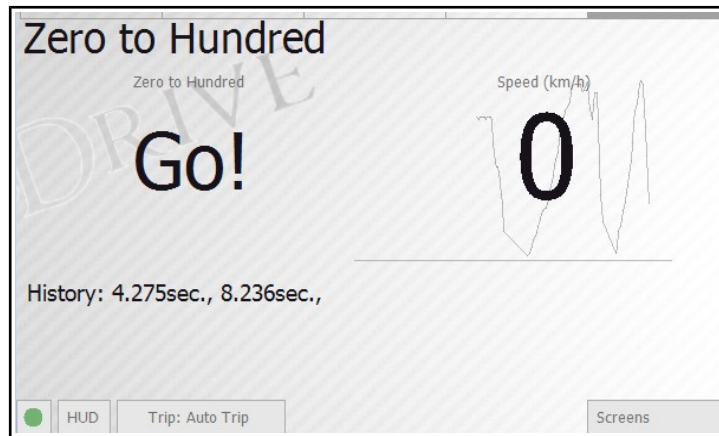 Zero to Hundred
Zero to Hundred
Speed (km/h)
DRIVE
Go!
0
History: 4.275sec., 8.236sec.,
HUD
Trip: Auto Trip
Screens